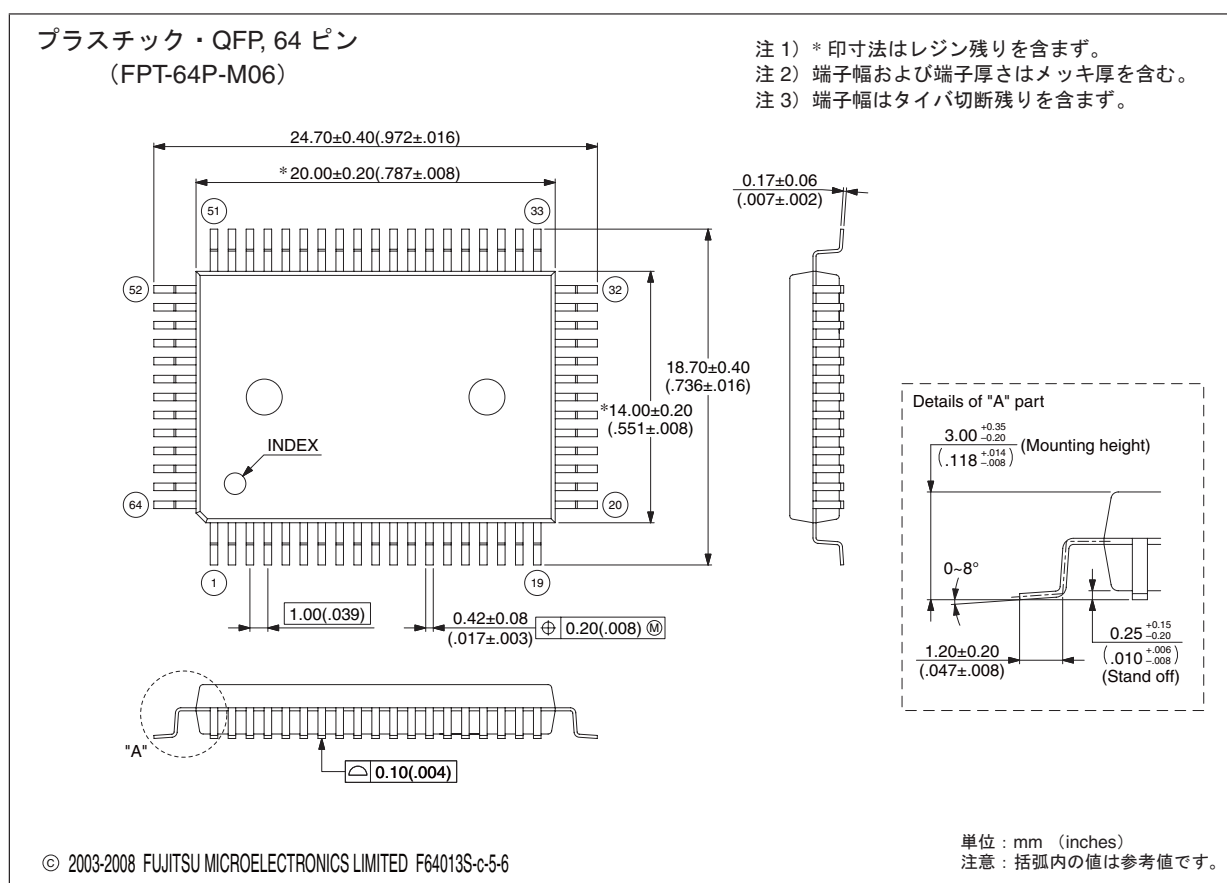 プラスチック・QFP, 64 ピン
（FPT-64P-M06）
注 1）* 印寸法はレジン残りを含まず。
注 2）端子幅および端子厚さはメッキ厚を含む。
注 3）端子幅はタイバ切断残りを含まず。
24.70±0.40(.972±.016)
*20.00±0.20(.787±.008)
0.17±0.06
(.007±.002)
51
33
52
32
18.70±0.40
(.736±.016)
*14.00±0.20
(.551±.008)
INDEX
64
20
1
19
1.00(.039)
0.42±0.08
(.017±.003)
⌖ 0.20(.008) Ⓜ
Details of "A" part
3.00 +0.35 −0.20 (Mounting height)
(.118 +.014 −.008)
0~8°
1.20±0.20
(.047±.008)
0.25 +0.15 −0.20
(.010 +.006 −.008)
(Stand off)
"A"
⌓ 0.10(.004)
© 2003-2008 FUJITSU MICROELECTRONICS LIMITED F64013S-c-5-6
単位：mm （inches）
注意：括弧内の値は参考値です。